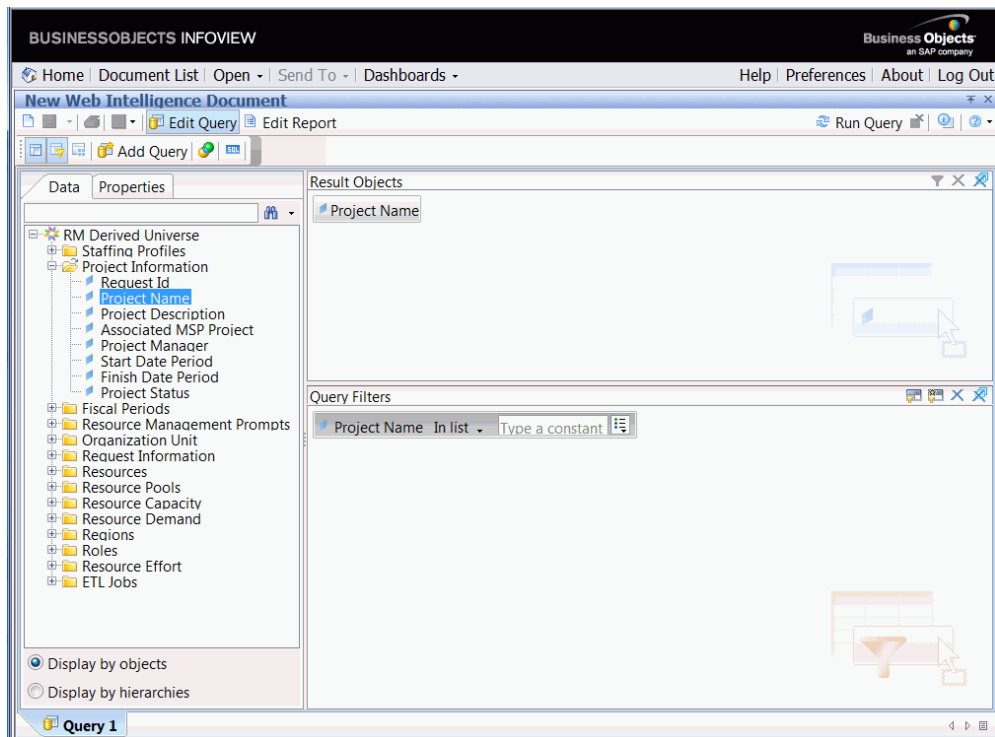 BUSINESSOBJECTS INFOVIEW
Business Objects
an SAP company
Home | Document List | Open | Send To | Dashboards
Help | Preferences | About | Log Out
New Web Intelligence Document
Edit Query Edit Report
Run Query
Add Query SQL
Data Properties
Result Objects
Project Name
RM Derived Universe
Staffing Profiles
Project Information
Request Id
Project Name
Project Description
Associated MSP Project
Project Manager
Start Date Period
Finish Date Period
Project Status
Fiscal Periods
Resource Management Prompts
Organization Unit
Request Information
Resources
Resource Pools
Resource Capacity
Resource Demand
Regions
Roles
Resource Effort
ETL Jobs
Query Filters
Project Name In list Type a constant
Display by objects
Display by hierarchies
Query 1